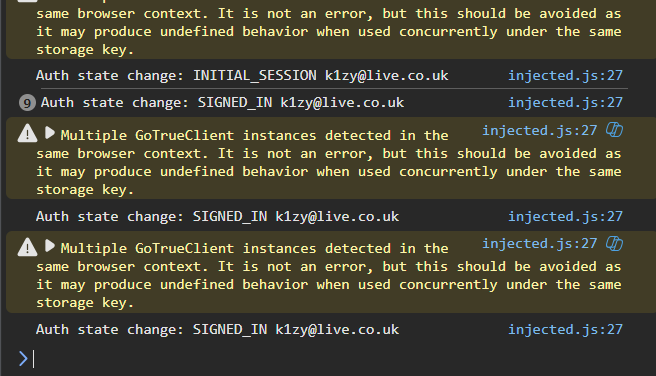 same browser context. It is not an error, but this should be avoided as
it may produce undefined behavior when used concurrently under the same
storage key.
Auth state change: INITIAL_SESSION k1zy@live.co.uk injected.js:27
9 Auth state change: SIGNED_IN k1zy@live.co.uk injected.js:27
Multiple GoTrueClient instances detected in the injected.js:27
same browser context. It is not an error, but this should be avoided as
it may produce undefined behavior when used concurrently under the same
storage key.
Auth state change: SIGNED_IN k1zy@live.co.uk injected.js:27
Multiple GoTrueClient instances detected in the injected.js:27
same browser context. It is not an error, but this should be avoided as
it may produce undefined behavior when used concurrently under the same
storage key.
Auth state change: SIGNED_IN k1zy@live.co.uk injected.js:27